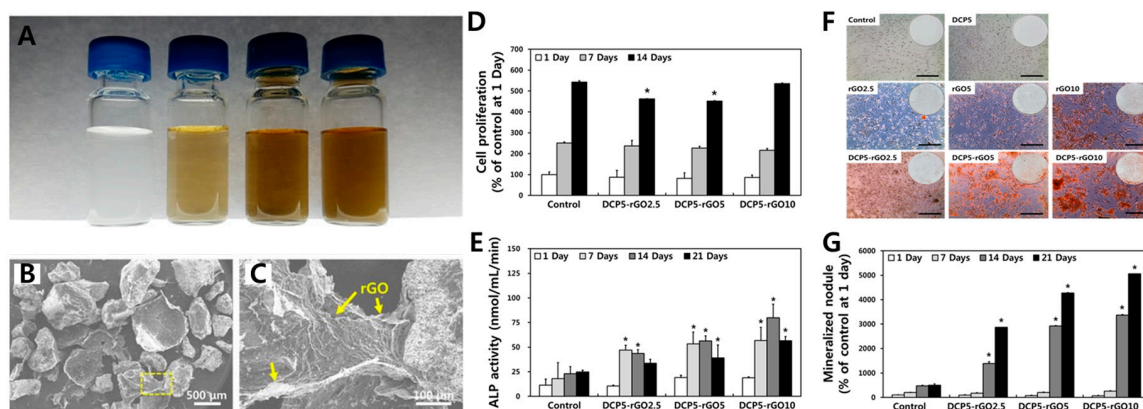 A
B
500 μm
C
rGO
100 μm
D
Cell proliferation
(% of control at 1 Day)
700
600
500
400
300
200
100
0
1 Day
7 Days
14 Days
*
*
Control
DCP5-rGO2.5
DCP5-rGO5
DCP5-rGO10
E
ALP activity (nmol/mL/min)
150
125
100
75
50
25
0
1 Day
7 Days
14 Days
21 Days
*
*
*
*
*
*
*
*
Control
DCP5-rGO2.5
DCP5-rGO5
DCP5-rGO10
F
Control
DCP5
rGO2.5
rGO5
rGO10
DCP5-rGO2.5
DCP5-rGO5
DCP5-rGO10
G
Mineralized nodule
(% of control at 1 day)
6000
5000
4000
3000
2000
1000
0
1 Day
7 Days
14 Days
21 Days
*
*
*
*
*
*
Control
DCP5-rGO2.5
DCP5-rGO5
DCP5-rGO10